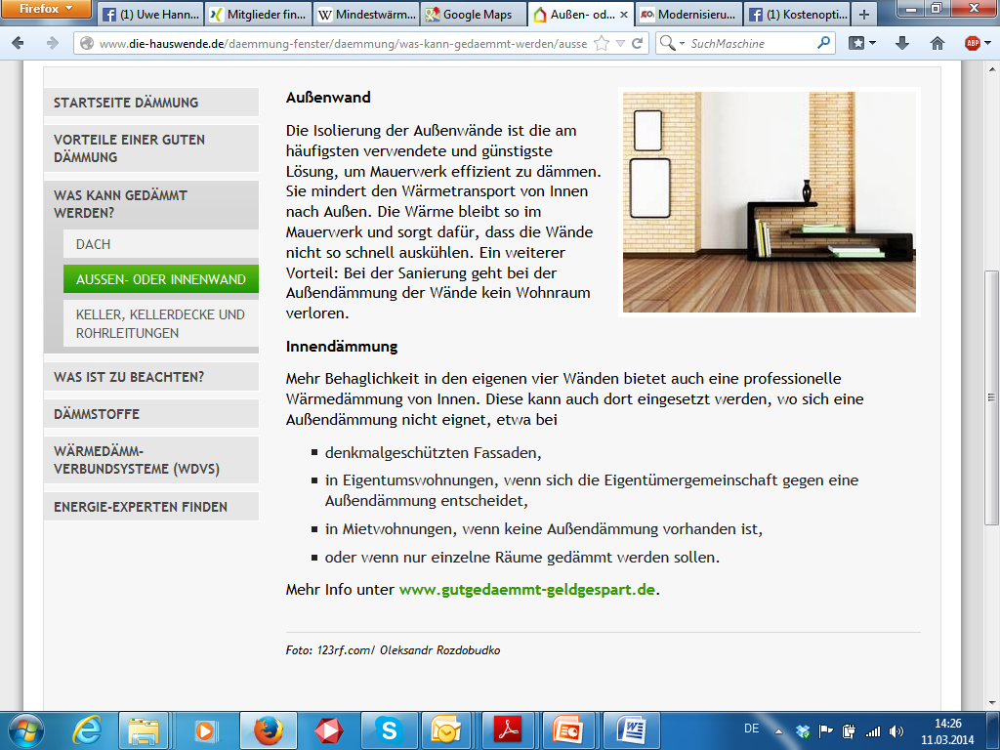 Firefox
(1) Uwe Hann...
Mitglieder fin...
Mindestwärm...
Google Maps
Außen- od...
Modernisieru...
(1) Kostenopti...
www.die-hauswende.de/daemmung-fenster/daemmung/was-kann-gedaemmt-werden/ausse
SuchMaschine
ABP
STARTSEITE DÄMMUNG
VORTEILE EINER GUTEN
DÄMMUNG
WAS KANN GEDÄMMT
WERDEN?
DACH
AUSSEN- ODER INNENWAND
KELLER, KELLERDECKE UND
ROHRLEITUNGEN
WAS IST ZU BEACHTEN?
DÄMMSTOFFE
WÄRMEDÄMM-
VERBUNDSYSTEME (WDVS)
ENERGIE-EXPERTEN FINDEN
Außenwand
Die Isolierung der Außenwände ist die am
häufigsten verwendete und günstigste
Lösung, um Mauerwerk effizient zu dämmen.
Sie mindert den Wärmetransport von Innen
nach Außen. Die Wärme bleibt so im
Mauerwerk und sorgt dafür, dass die Wände
nicht so schnell auskühlen. Ein weiterer
Vorteil: Bei der Sanierung geht bei der
Außendämmung der Wände kein Wohnraum
verloren.
Innendämmung
Mehr Behaglichkeit in den eigenen vier Wänden bietet auch eine professionelle
Wärmedämmung von Innen. Diese kann auch dort eingesetzt werden, wo sich eine
Außendämmung nicht eignet, etwa bei
denkmalgeschützten Fassaden,
in Eigentumswohnungen, wenn sich die Eigentümergemeinschaft gegen eine
Außendämmung entscheidet,
in Mietwohnungen, wenn keine Außendämmung vorhanden ist,
oder wenn nur einzelne Räume gedämmt werden sollen.
Mehr Info unter www.gutgedaemmt-geldgespart.de.
Foto: 123rf.com/ Oleksandr Rozdobudko
DE
14:26
11.03.2014